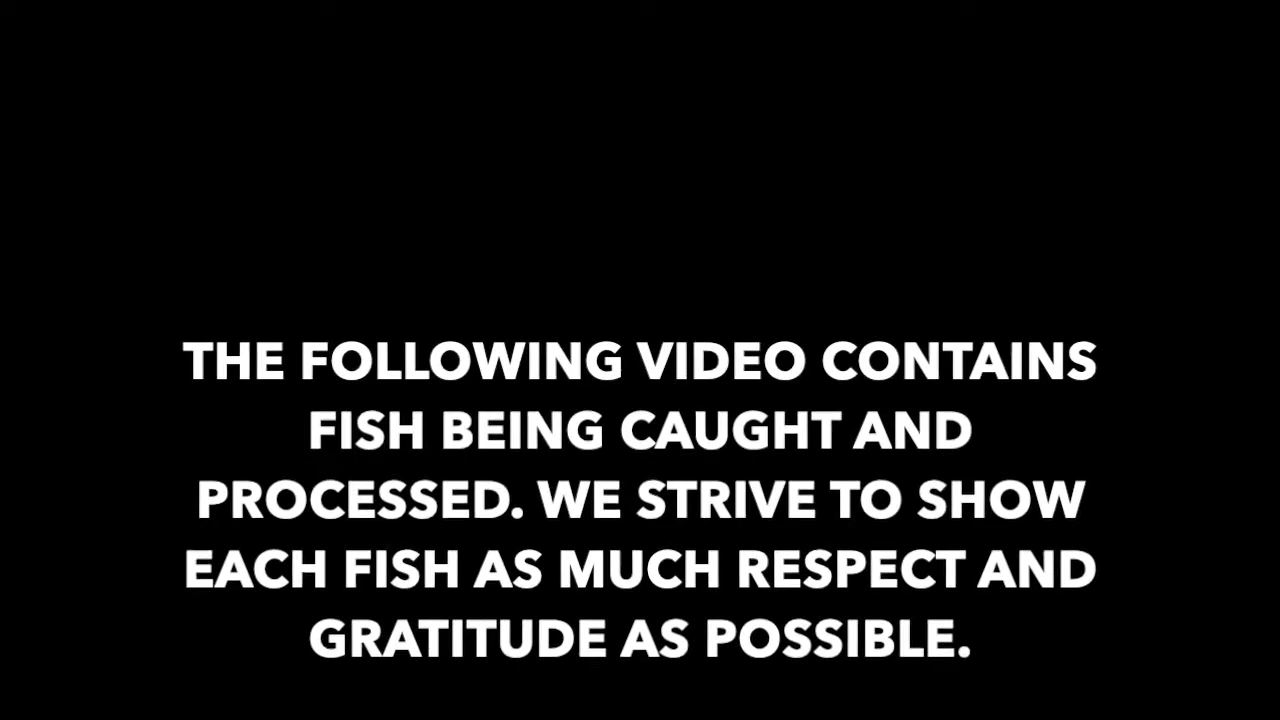 THE FOLLOWING VIDEO CONTAINS
FISH BEING CAUGHT AND
PROCESSED. WE STRIVE TO SHOW
EACH FISH AS MUCH RESPECT AND
GRATITUDE AS POSSIBLE.